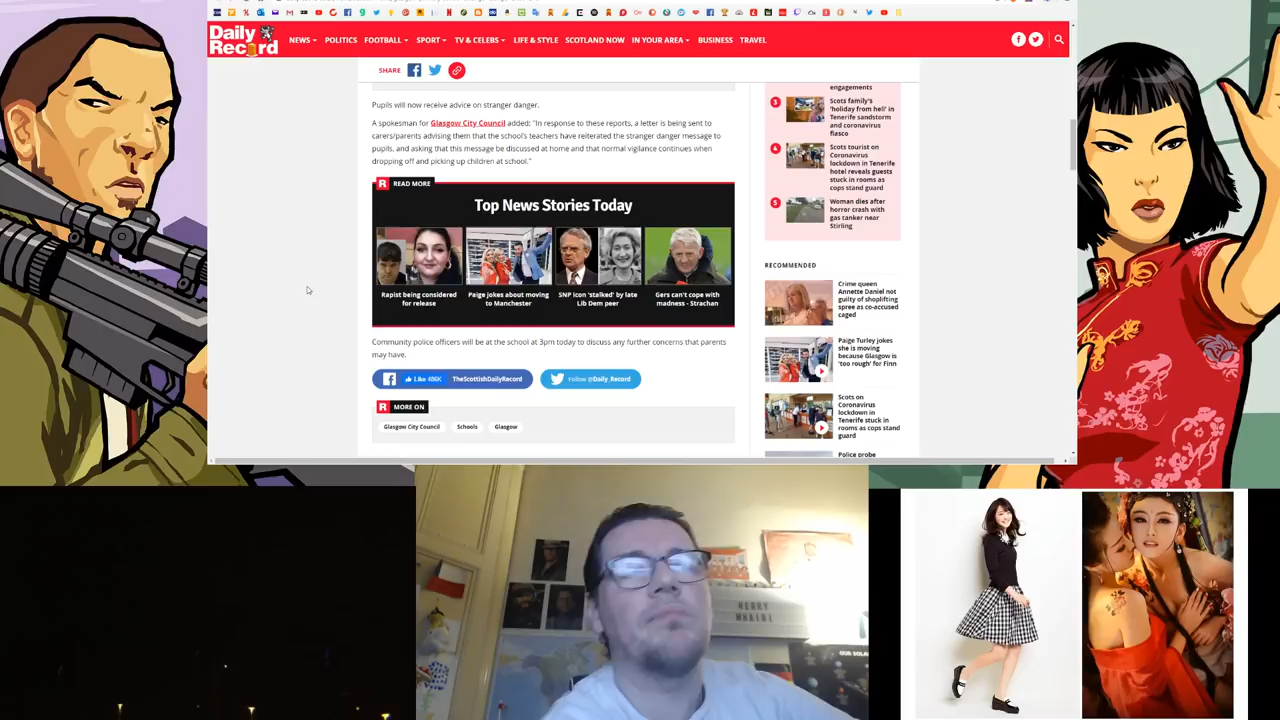 Daily
Record
NEWS
POLITICS
FOOTBALL
SPORT
TV & CELEBS
LIFE & STYLE
SCOTLAND NOW
IN YOUR AREA
BUSINESS
TRAVEL
SHARE
Pupils will now receive advice on stranger danger.
A spokesman for Glasgow City Council added: "In response to these reports, a letter is being sent to
carers/parents advising them that the school's teachers have reiterated the stranger danger message to
pupils, and asking that this message be discussed at home and that normal vigilance continues when
dropping off and picking up children at school."
R READ MORE
Top News Stories Today
Rapist being considered
for release
Paige jokes about moving
to Manchester
SNP icon 'stalked' by late
Lib Dem peer
Gers can't cope with
madness - Strachan
Community police officers will be at the school at 3pm today to discuss any further concerns that parents
may have.
Like 486K TheScottishDailyRecord
Follow @Daily_Record
R MORE ON
Glasgow City Council
Schools
Glasgow
engagements
3
Scots family's
'holiday from hell' in
Tenerife sandstorm
and coronavirus
fiasco
4
Scots tourist on
Coronavirus
lockdown in Tenerife
hotel reveals guests
stuck in rooms as
cops stand guard
5
Woman dies after
horror crash with
gas tanker near
Stirling
RECOMMENDED
Crime queen
Annette Daniel not
guilty of shoplifting
spree as co-accused
caged
Paige Turley jokes
she is moving
because Glasgow is
'too rough' for Finn
Scots on
Coronavirus
lockdown in
Tenerife stuck in
rooms as cops stand
guard
Police probe
MERRY
OUR SOLA